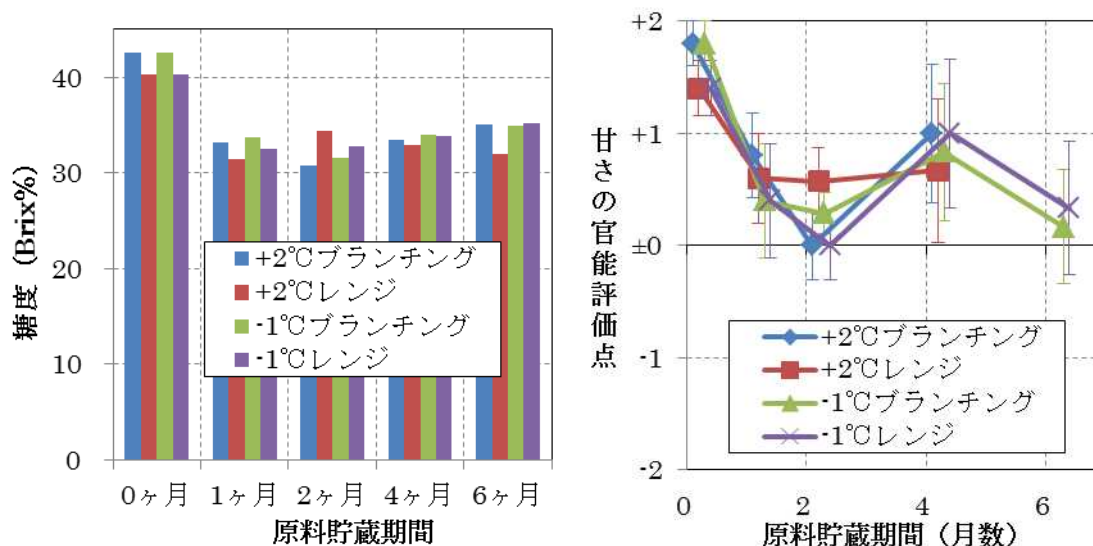 糖度（Brix%）
40
30
20
10
0
+2℃ブランチング
+2℃レンジ
-1℃ブランチング
-1℃レンジ
0ヶ月 1ヶ月 2ヶ月 4ヶ月 6ヶ月
原料貯蔵期間
甘さの官能評価点
+2
+1
±0
-1
-2
+2℃ブランチング
+2℃レンジ
-1℃ブランチング
-1℃レンジ
0 2 4 6
原料貯蔵期間（月数）